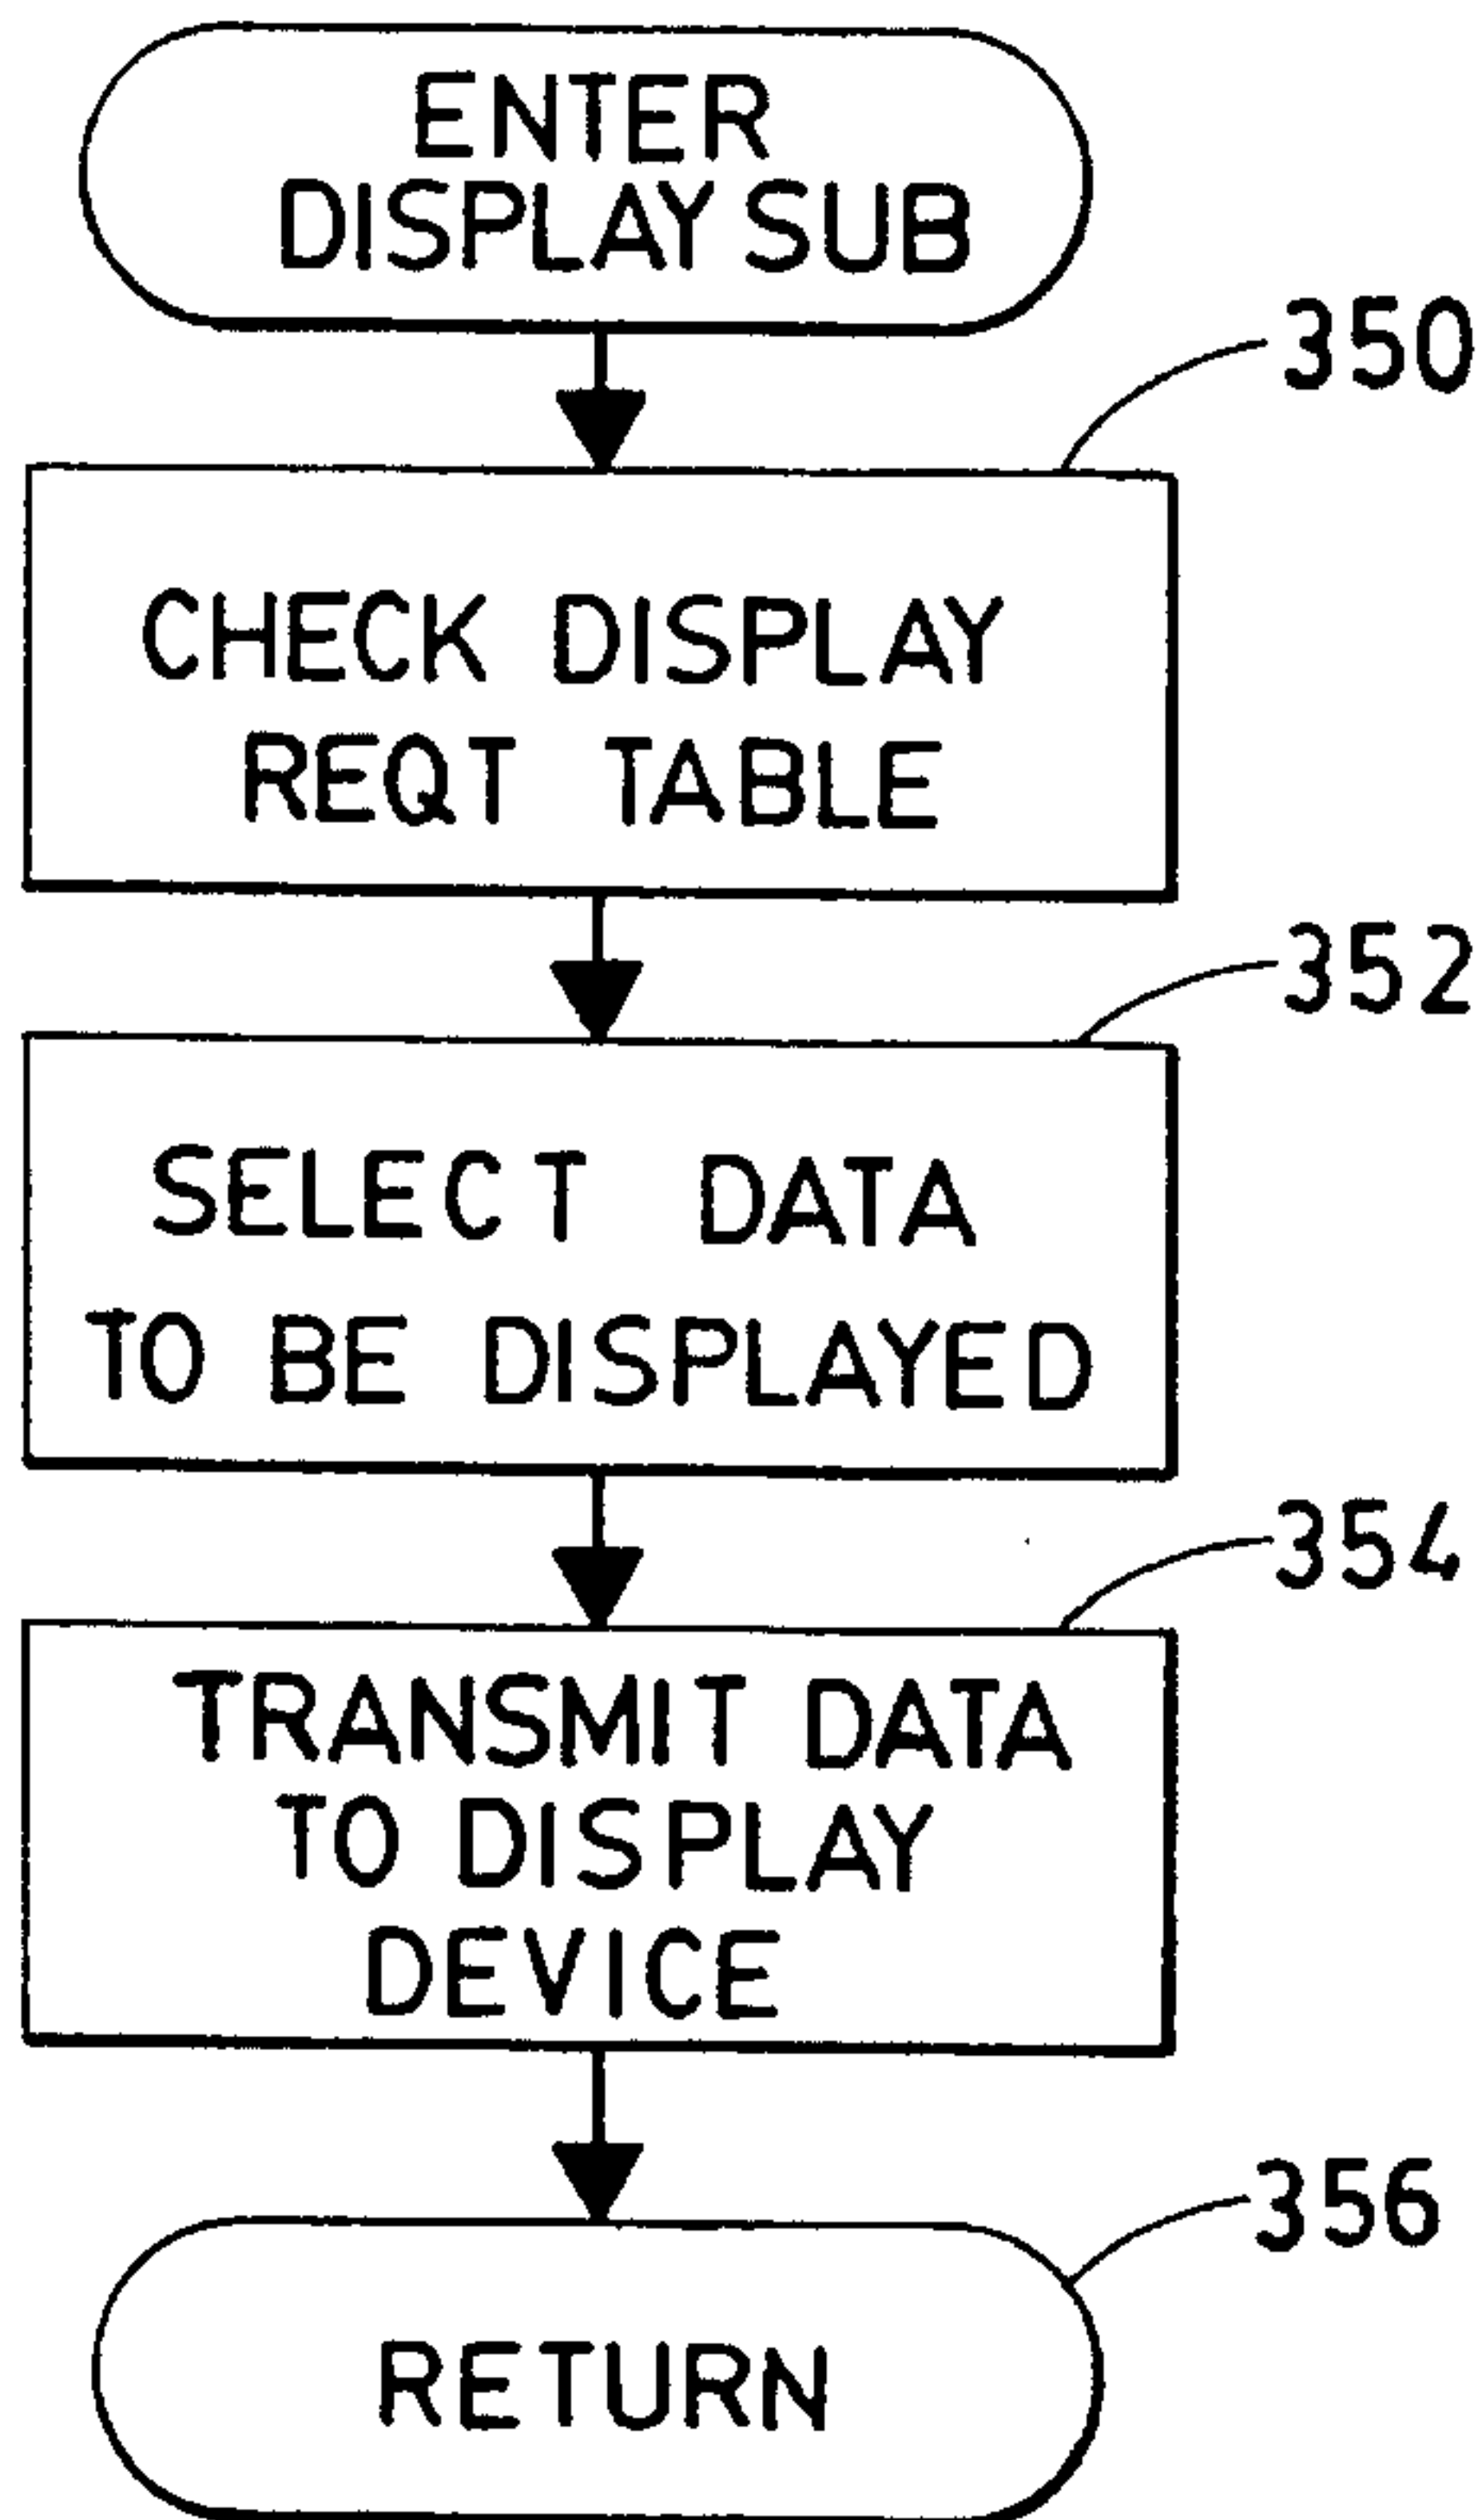 ENTER
DISPLAY SUB
350
CHECK DISPLAY
REQT TABLE
352
SELECT DATA
TO BE DISPLAYED
354
TRANSMIT DATA
TO DISPLAY
DEVICE
356
RETURN